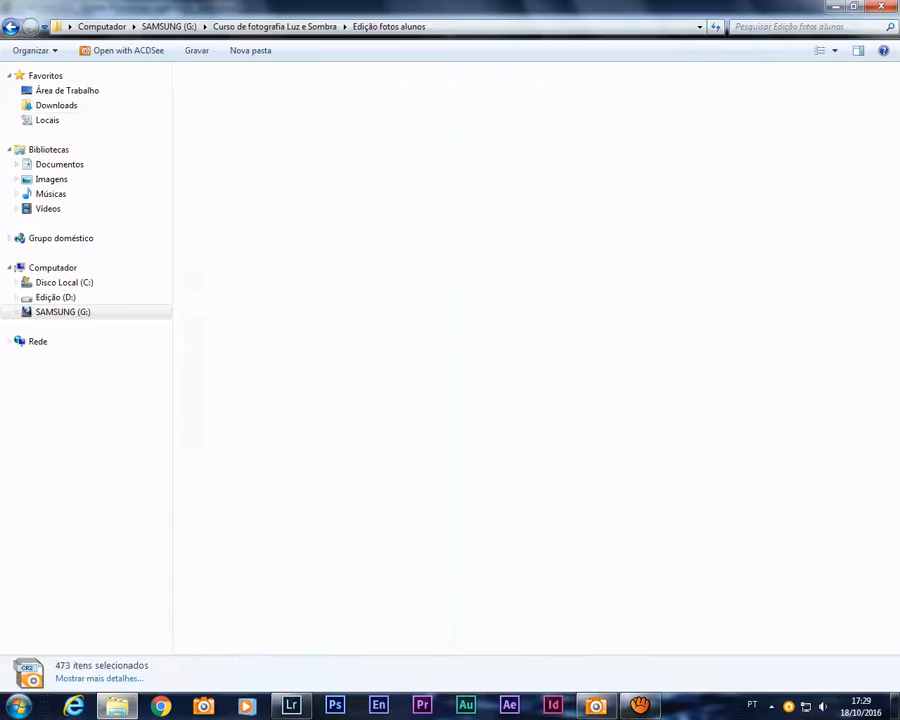 Computador SAMSUNG (G:) Curso de fotografia Luz e Sombra Edição fotos alunos Pesquisar Edição fotos alunos
Organizar Open with ACDSee Gravar Nova pasta
Favoritos
Área de Trabalho
Downloads
Locais
Bibliotecas
Documentos
Imagens
Músicas
Vídeos
Grupo doméstico
Computador
Disco Local (C:)
Edição (D:)
SAMSUNG (G:)
Rede
CR2 473 itens selecionados
Mostrar mais detalhes...
Lr Ps En Pr Au Ae Id PT 17:29
18/10/2016